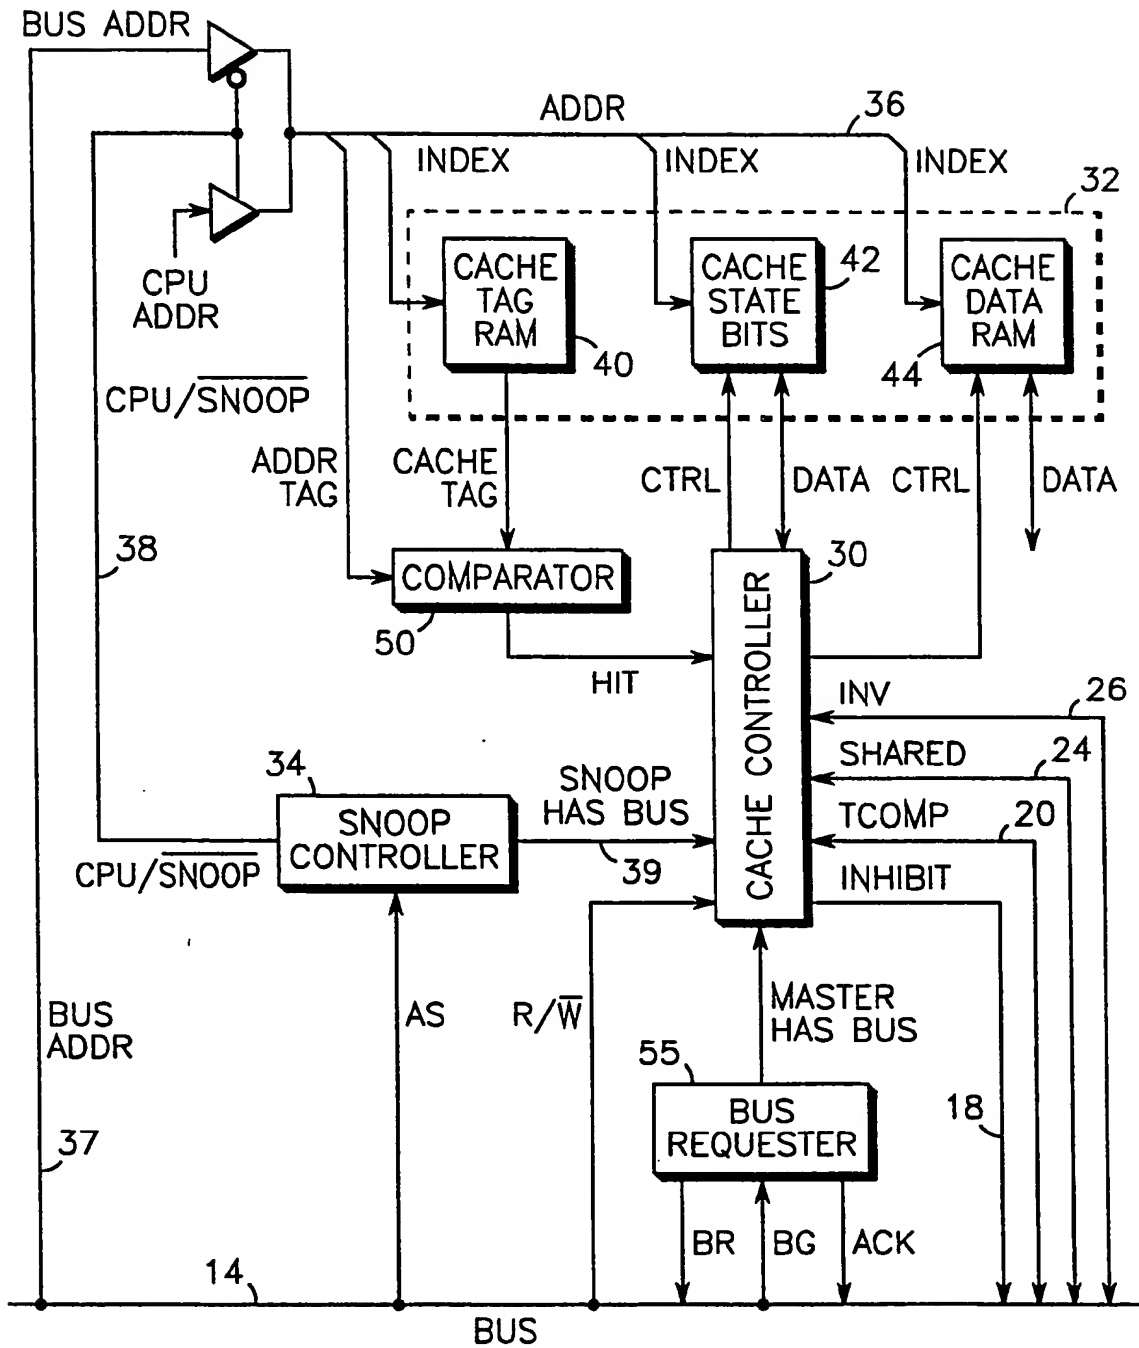 BUS ADDR
ADDR
36
INDEX
INDEX
INDEX
32
CPU
ADDR
CACHE
TAG
RAM
40
CACHE
STATE
BITS
42
CACHE
DATA
RAM
44
CPU/S̅N̅O̅O̅P̅
ADDR
TAG
CACHE
TAG
CTRL
DATA
CTRL
DATA
38
COMPARATOR
50
30
CACHE CONTROLLER
HIT
INV
26
SHARED
24
TCOMP
20
INHIBIT
34
SNOOP
CONTROLLER
SNOOP
HAS BUS
39
CPU/S̅N̅O̅O̅P̅
BUS
ADDR
AS
R/W̅
MASTER
HAS BUS
55
BUS
REQUESTER
18
37
BR
BG
ACK
14
BUS